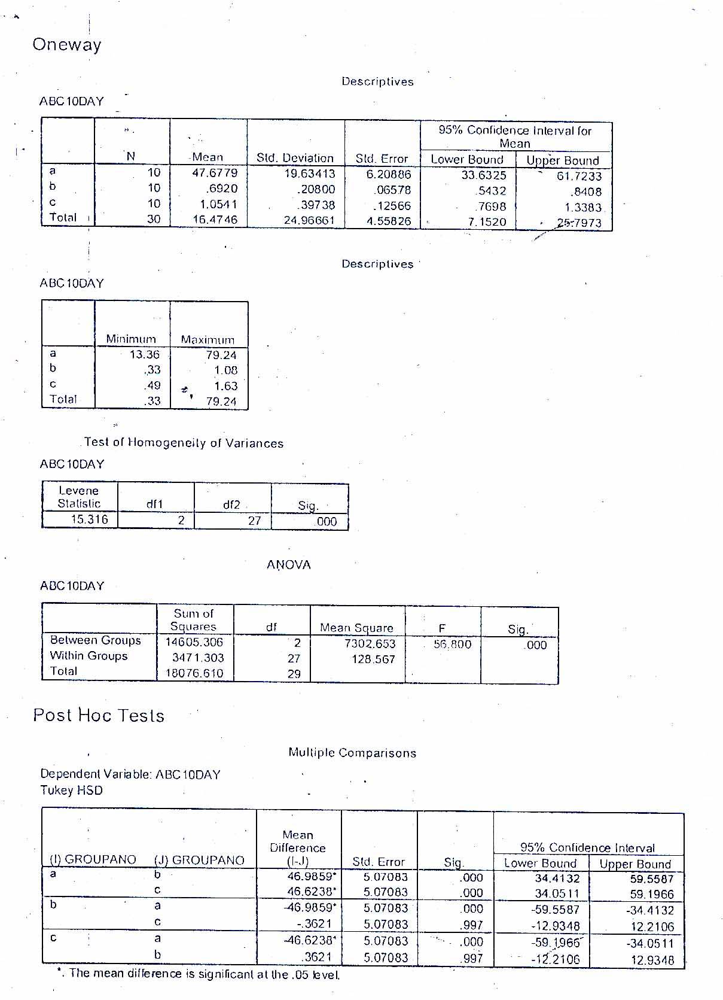 Oneway
Descriptives
ABC10DAY
95% Confidence Interval for
Mean
N Mean Std. Deviation Std. Error Lower Bound Upper Bound
a 10 47.6779 19.63413 6.20886 33.6325 61.7233
b 10 .6920 .20800 .06578 .5432 .8408
c 10 1.0541 .39738 .12566 .7698 1.3383
Total 30 16.4746 24.96661 4.55826 7.1520 25.7973
Descriptives
ABC10DAY
Minimum Maximum
a 13.36 79.24
b .33 1.08
c .49 1.63
Total .33 79.24
Test of Homogeneity of Variances
ABC10DAY
Levene
Statistic df1 df2 Sig.
15.316 2 27 .000
ANOVA
ABC10DAY
Sum of
Squares df Mean Square F Sig.
Between Groups 14605.306 2 7302.653 56.800 .000
Within Groups 3471.303 27 128.567
Total 18076.610 29
Post Hoc Tests
Multiple Comparisons
Dependent Variable: ABC10DAY
Tukey HSD
Mean
Difference
95% Confidence Interval
(I) GROUPANO (J) GROUPANO (I-J) Std. Error Sig. Lower Bound Upper Bound
a b 46.9859* 5.07083 .000 34.4132 59.5587
c 46.6238* 5.07083 .000 34.0511 59.1966
b a -46.9859* 5.07083 .000 -59.5587 -34.4132
c -.3621 5.07083 .997 -12.9348 12.2106
c a -46.6238* 5.07083 .000 -59.1966 -34.0511
b .3621 5.07083 .997 -12.2106 12.9348
*. The mean difference is significant at the .05 level.